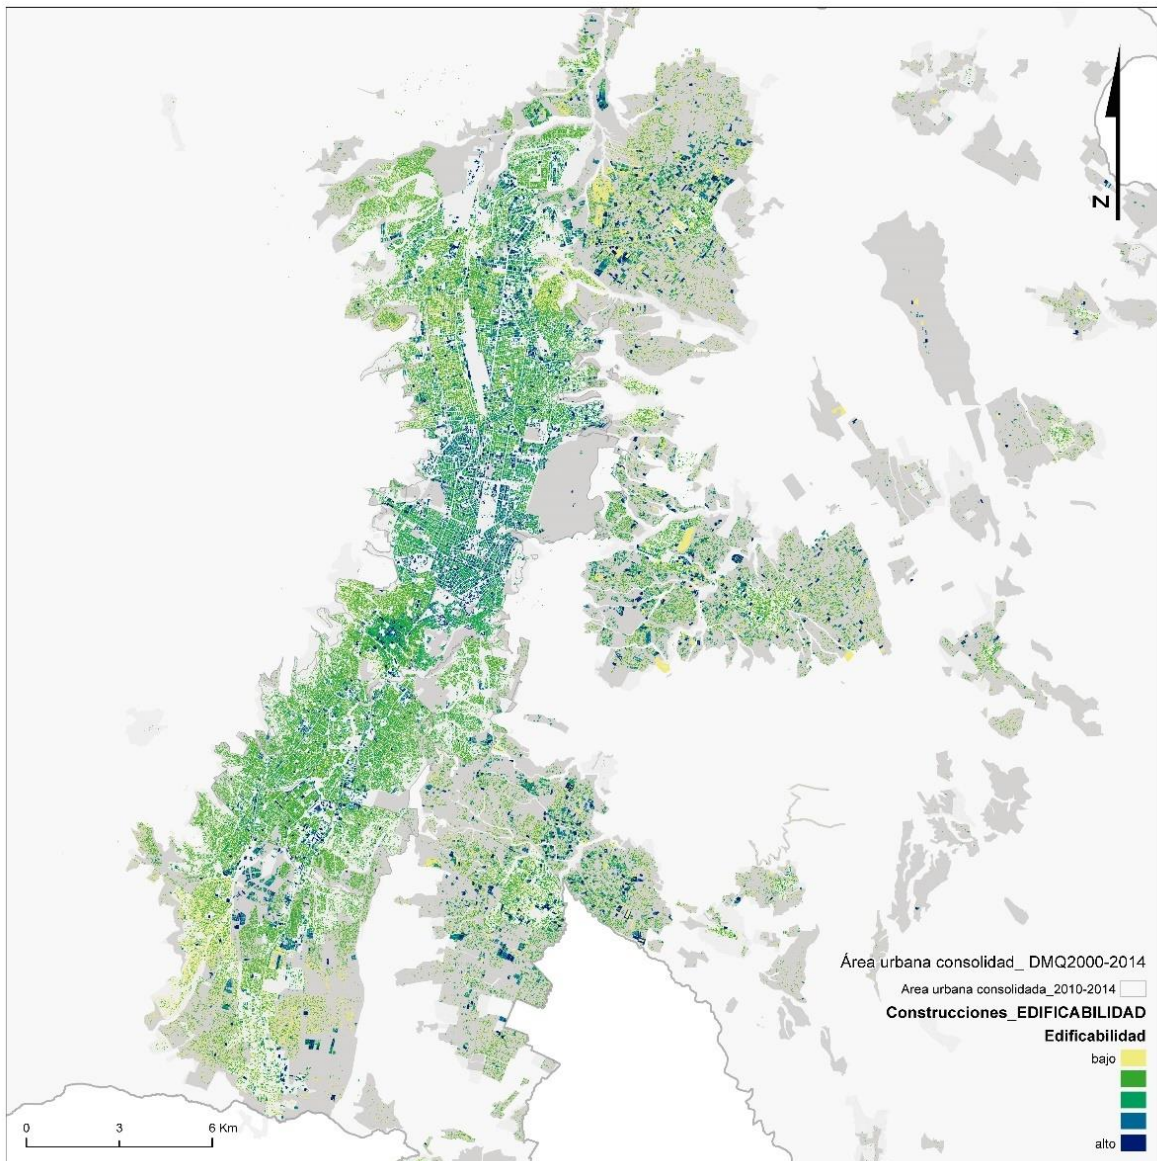 N
Área urbana consolidad_ DMQ2000-2014
Area urbana consolidada_2010-2014
Construcciones_EDIFICABILIDAD
Edificabilidad
bajo
alto
0 3 6 Km